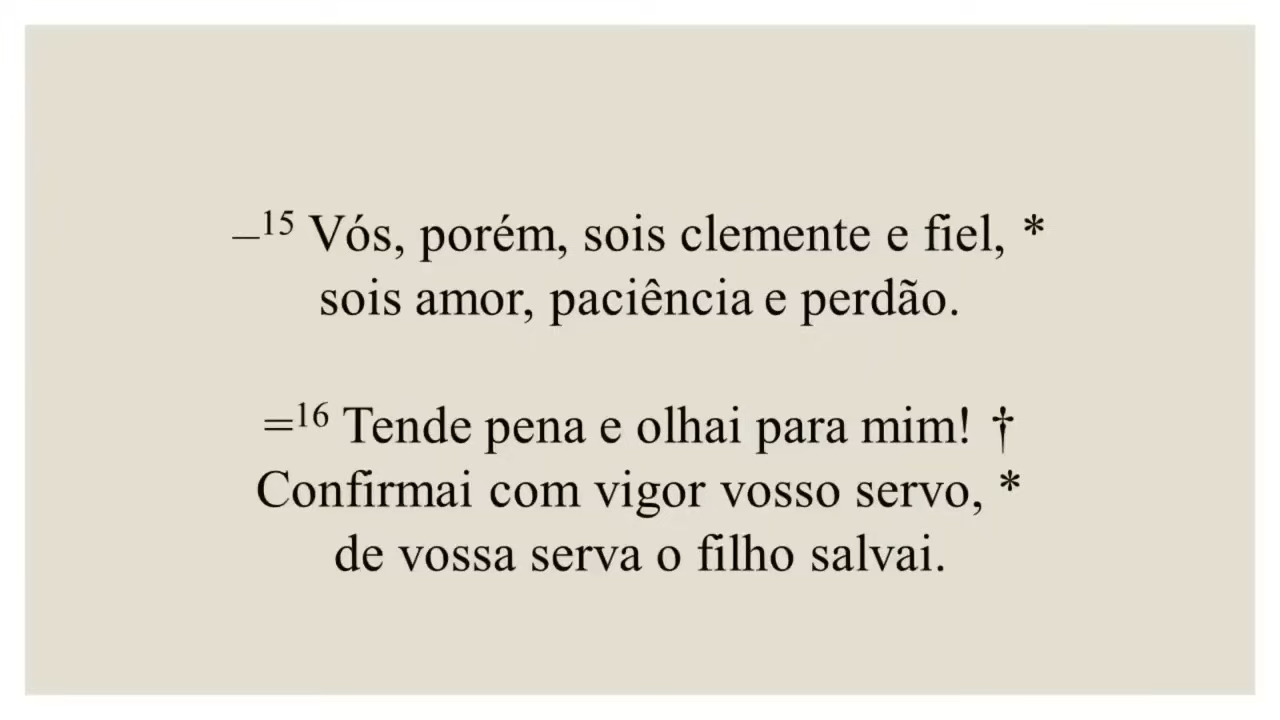 –15 Vós, porém, sois clemente e fiel, *
sois amor, paciência e perdão.
=16 Tende pena e olhai para mim! †
Confirmai com vigor vosso servo, *
de vossa serva o filho salvai.